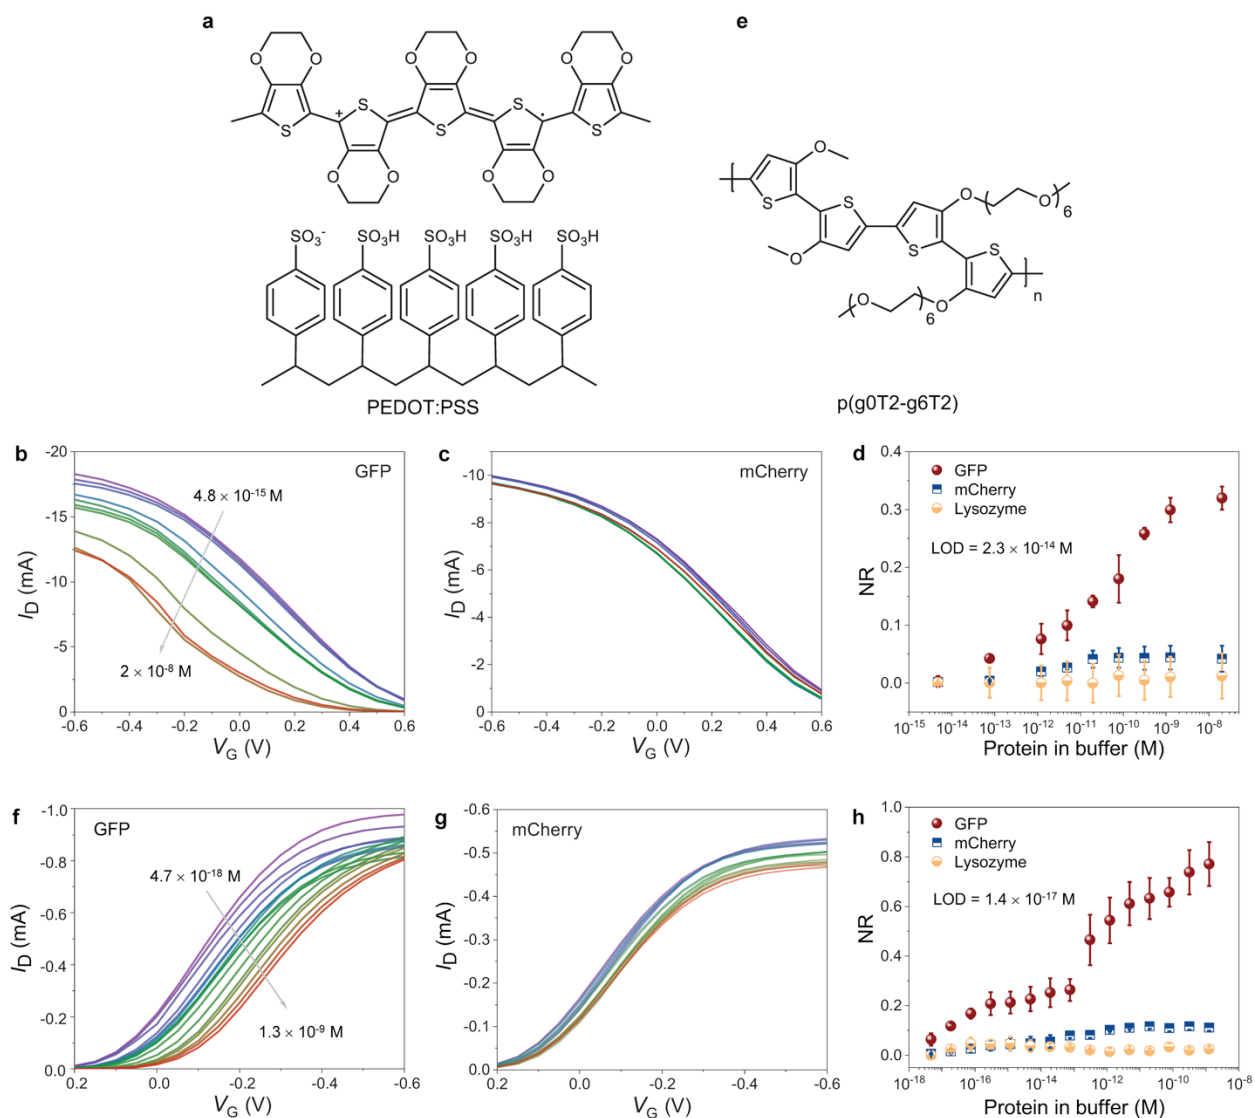 a
O O O O O O
S + S S S · S
O O O O
SO3- SO3H SO3H SO3H SO3H
PEDOT:PSS
e
O
S S O ( O ) 6
O S S
( O ) 6 O n
p(g0T2-g6T2)
b
GFP
4.8 × 10-15 M
2 × 10-8 M
ID (mA)
-20
-15
-10
-5
0
-0.6 -0.4 -0.2 0.0 0.2 0.4 0.6
VG (V)
c
mCherry
ID (mA)
-10
-8
-6
-4
-2
0
-0.6 -0.4 -0.2 0.0 0.2 0.4 0.6
VG (V)
d
GFP
mCherry
Lysozyme
LOD = 2.3 × 10-14 M
NR
0.4
0.3
0.2
0.1
0.0
10-15 10-14 10-13 10-12 10-11 10-10 10-9 10-8
Protein in buffer (M)
f
GFP
4.7 × 10-18 M
1.3 × 10-9 M
ID (mA)
-1.0
-0.8
-0.6
-0.4
-0.2
0.0
0.2 0.0 -0.2 -0.4 -0.6
VG (V)
g
mCherry
ID (mA)
-0.6
-0.5
-0.4
-0.3
-0.2
-0.1
0.0
0.2 0.0 -0.2 -0.4 -0.6
VG (V)
h
GFP
mCherry
Lysozyme
LOD = 1.4 × 10-17 M
NR
1.0
0.8
0.6
0.4
0.2
0.0
10-18 10-16 10-14 10-12 10-10 10-8
Protein in buffer (M)